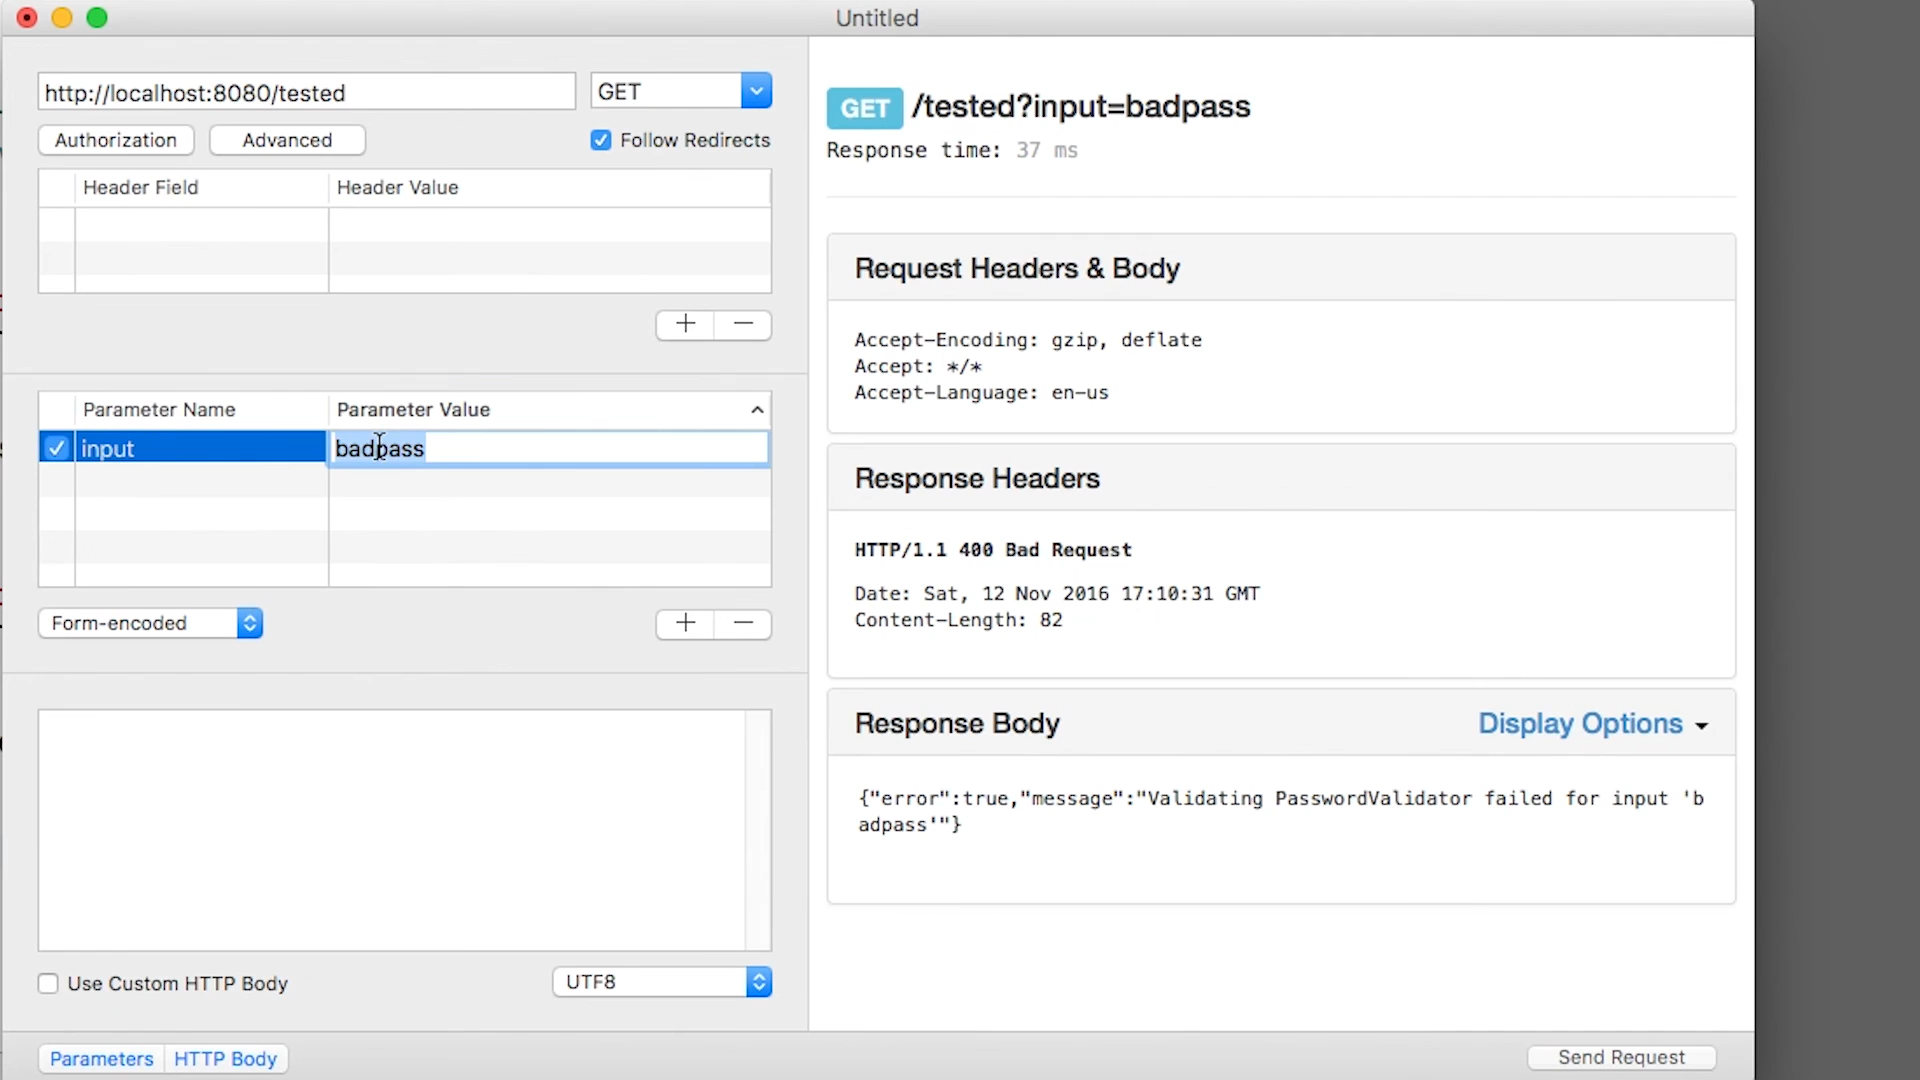 Untitled
http://localhost:8080/tested
GET
Authorization
Advanced
Follow Redirects
Header Field
Header Value
Parameter Name
Parameter Value
input
badpass
Form-encoded
Use Custom HTTP Body
UTF8
Parameters
HTTP Body
GET /tested?input=badpass
Response time: 37 ms
Request Headers & Body
Accept-Encoding: gzip, deflate
Accept: */*
Accept-Language: en-us
Response Headers
HTTP/1.1 400 Bad Request
Date: Sat, 12 Nov 2016 17:10:31 GMT
Content-Length: 82
Response Body
Display Options
{"error":true,"message":"Validating PasswordValidator failed for input 'b
adpass'"}
Send Request